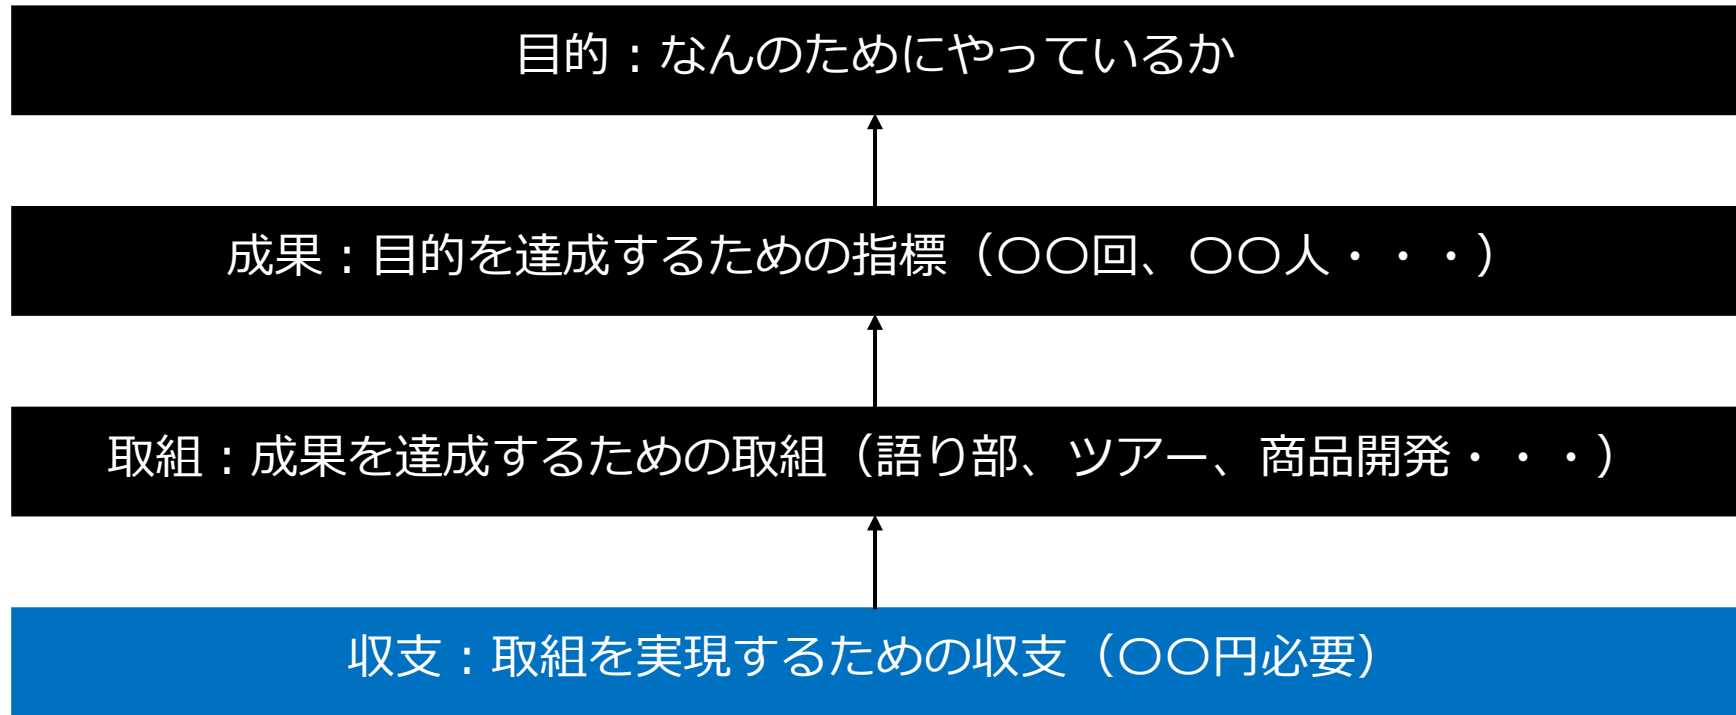 目的：なんのためにやっているか
成果：目的を達成するための指標（〇〇回、〇〇人・・・）
取組：成果を達成するための取組（語り部、ツアー、商品開発・・・）
収支：取組を実現するための収支（〇〇円必要）